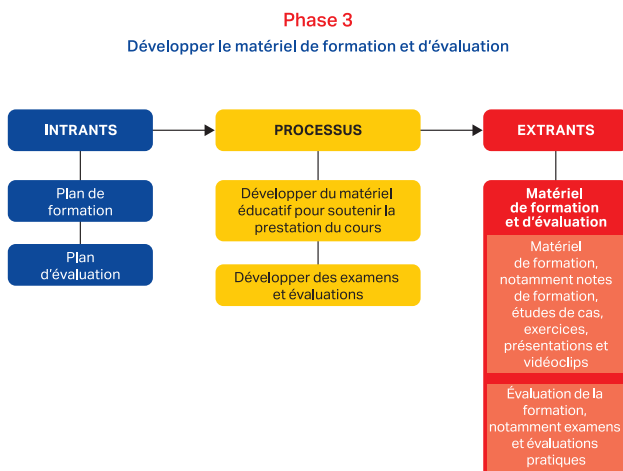 Phase 3
Développer le matériel de formation et d’évaluation
INTRANTS
PROCESSUS
EXTRANTS
Plan de
formation
Plan
d’évaluation
Développer du matériel
éducatif pour soutenir la
prestation du cours
Développer des examens
et évaluations
Matériel
de formation
et d’évaluation
Matériel
de formation,
notamment notes
de formation,
études de cas,
exercices,
présentations et
vidéoclips
Évaluation de la
formation,
notamment examens
et évaluations
pratiques